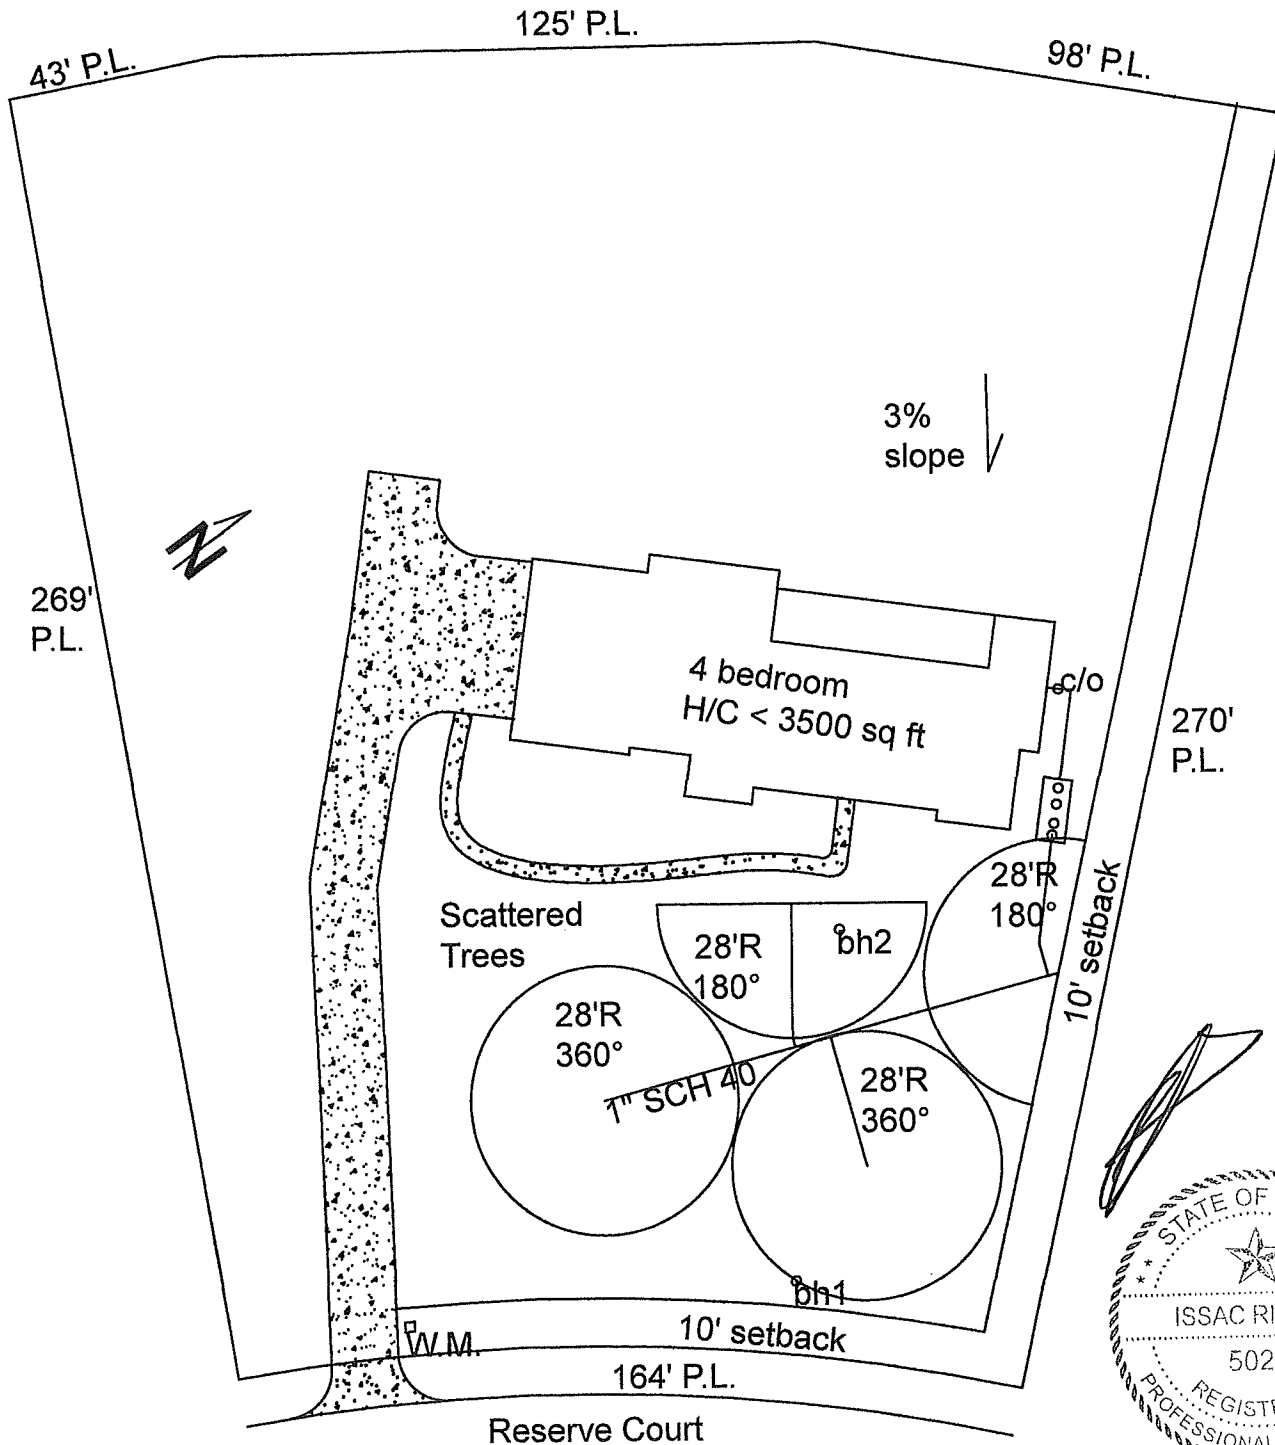 125' P.L.
43' P.L.
98' P.L.
3%
slope
N
269'
P.L.
4 bedroom
H/C < 3500 sq ft
c/o
270'
P.L.
28'R
180°
10' setback
Scattered
Trees
28'R
180°
bh2
28'R
360°
1" SCH 40
28'R
360°
bh1
W.M.
10' setback
164' P.L.
Reserve Court
STATE OF
ISSAC RI
502
REGIST
PROFESSIONAL